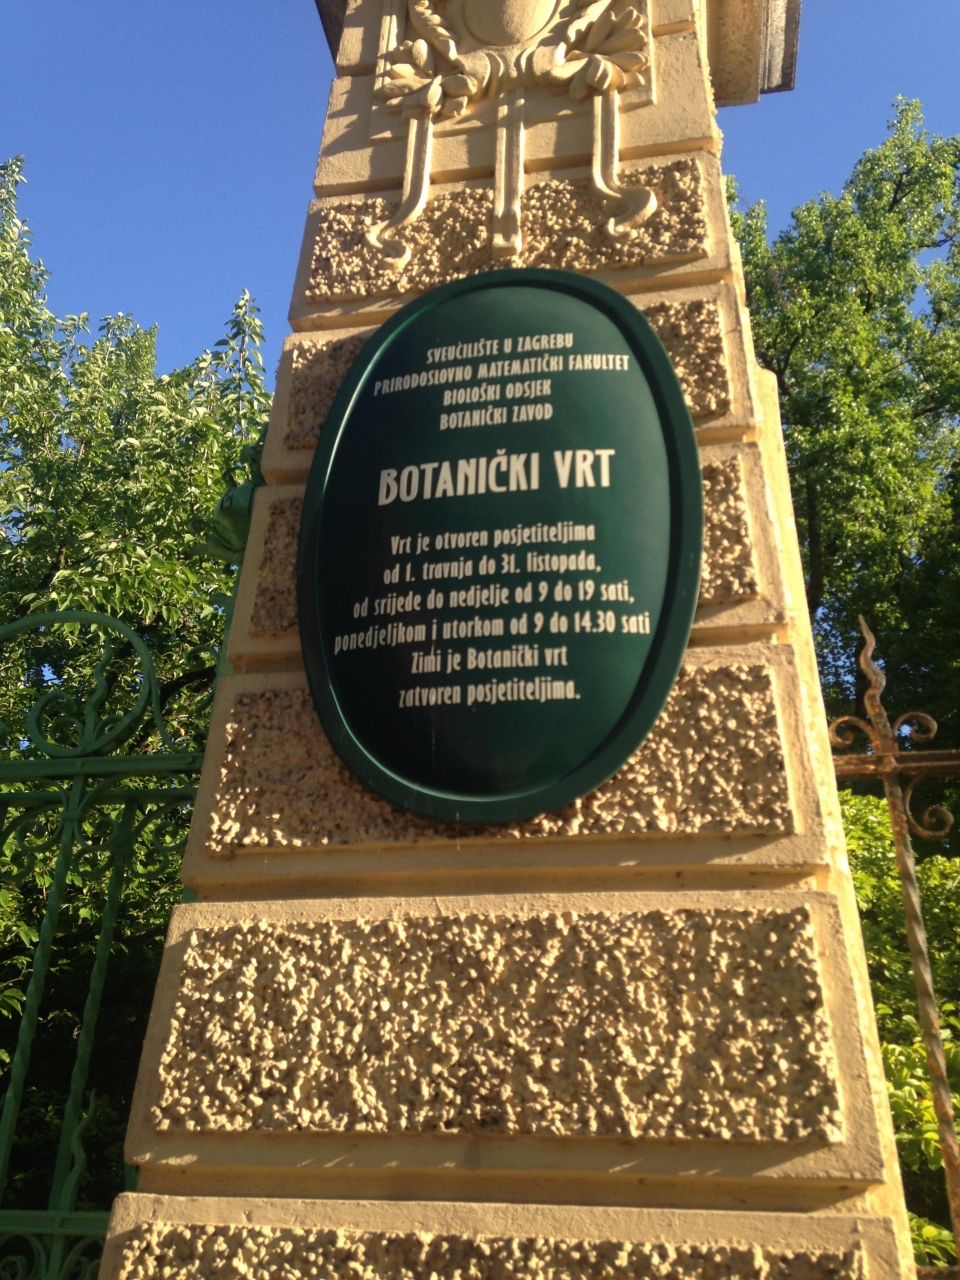 SVEUČILIŠTE U ZAGREBU
PRIRODOSLOVNO MATEMATIČKI FAKULTET
BIOLOŠKI ODSJEK
BOTANIČKI ZAVOD
BOTANIČKI VRT
Vrt je otvoren posjetiteljima
od 1. travnja do 31. listopada,
od srijede do nedjelje od 9 do 19 sati,
ponedjeljkom i utorkom od 9 do 14.30 sati
Zimi je Botanički vrt
zatvoren posjetiteljima.